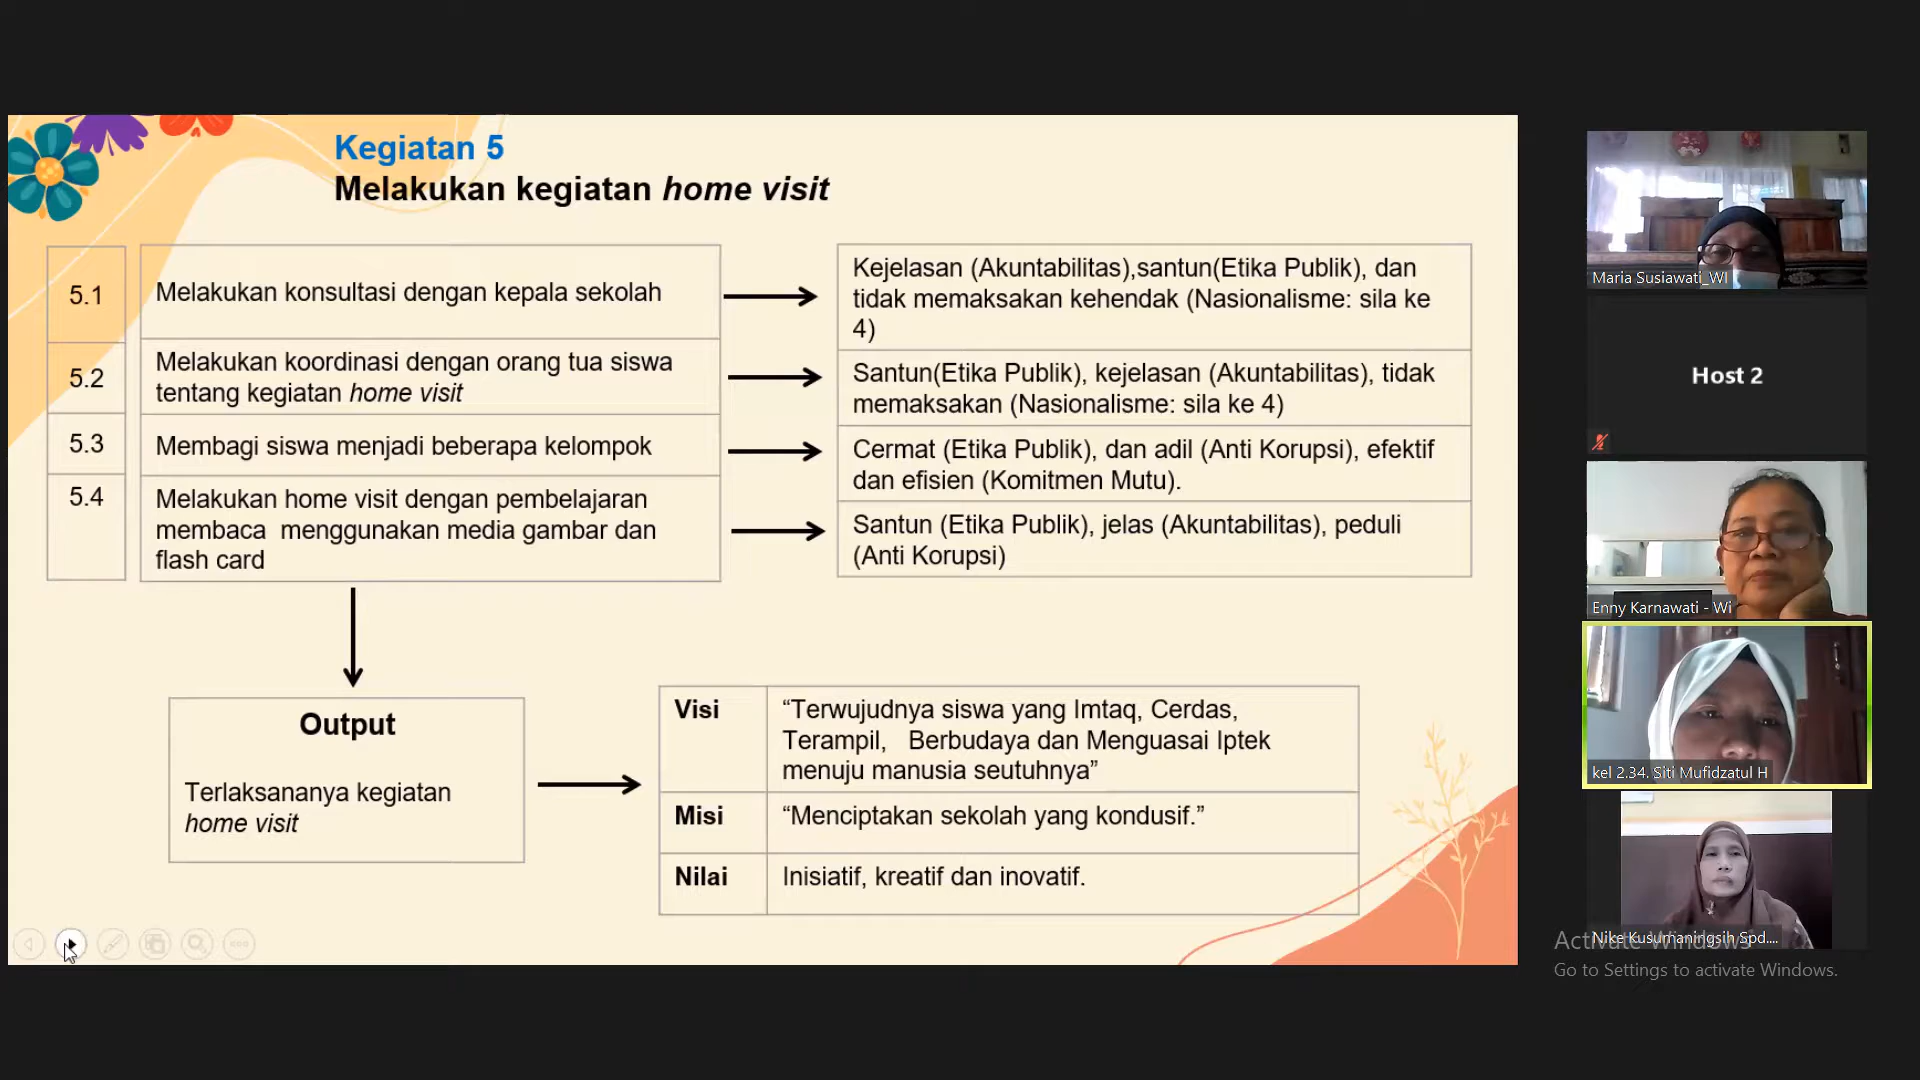 Kegiatan 5
Melakukan kegiatan home visit
5.1
Melakukan konsultasi dengan kepala sekolah
Kejelasan (Akuntabilitas),santun(Etika Publik), dan
tidak memaksakan kehendak (Nasionalisme: sila ke
4)
5.2
Melakukan koordinasi dengan orang tua siswa
tentang kegiatan home visit
Santun(Etika Publik), kejelasan (Akuntabilitas), tidak
memaksakan (Nasionalisme: sila ke 4)
5.3
Membagi siswa menjadi beberapa kelompok
Cermat (Etika Publik), dan adil (Anti Korupsi), efektif
dan efisien (Komitmen Mutu).
5.4
Melakukan home visit dengan pembelajaran
membaca  menggunakan media gambar dan
flash card
Santun (Etika Publik), jelas (Akuntabilitas), peduli
(Anti Korupsi)
Output
Terlaksananya kegiatan
home visit
Visi
“Terwujudnya siswa yang Imtaq, Cerdas,
Terampil,   Berbudaya dan Menguasai Iptek
menuju manusia seutuhnya”
Misi
“Menciptakan sekolah yang kondusif.”
Nilai
Inisiatif, kreatif dan inovatif.
Maria Susiawati_WI
Host 2
Enny Karnawati - Wi
kel 2.34. Siti Mufidzatul H
Nike Kusumaningsih Spd....
Activate Windows
Go to Settings to activate Windows.